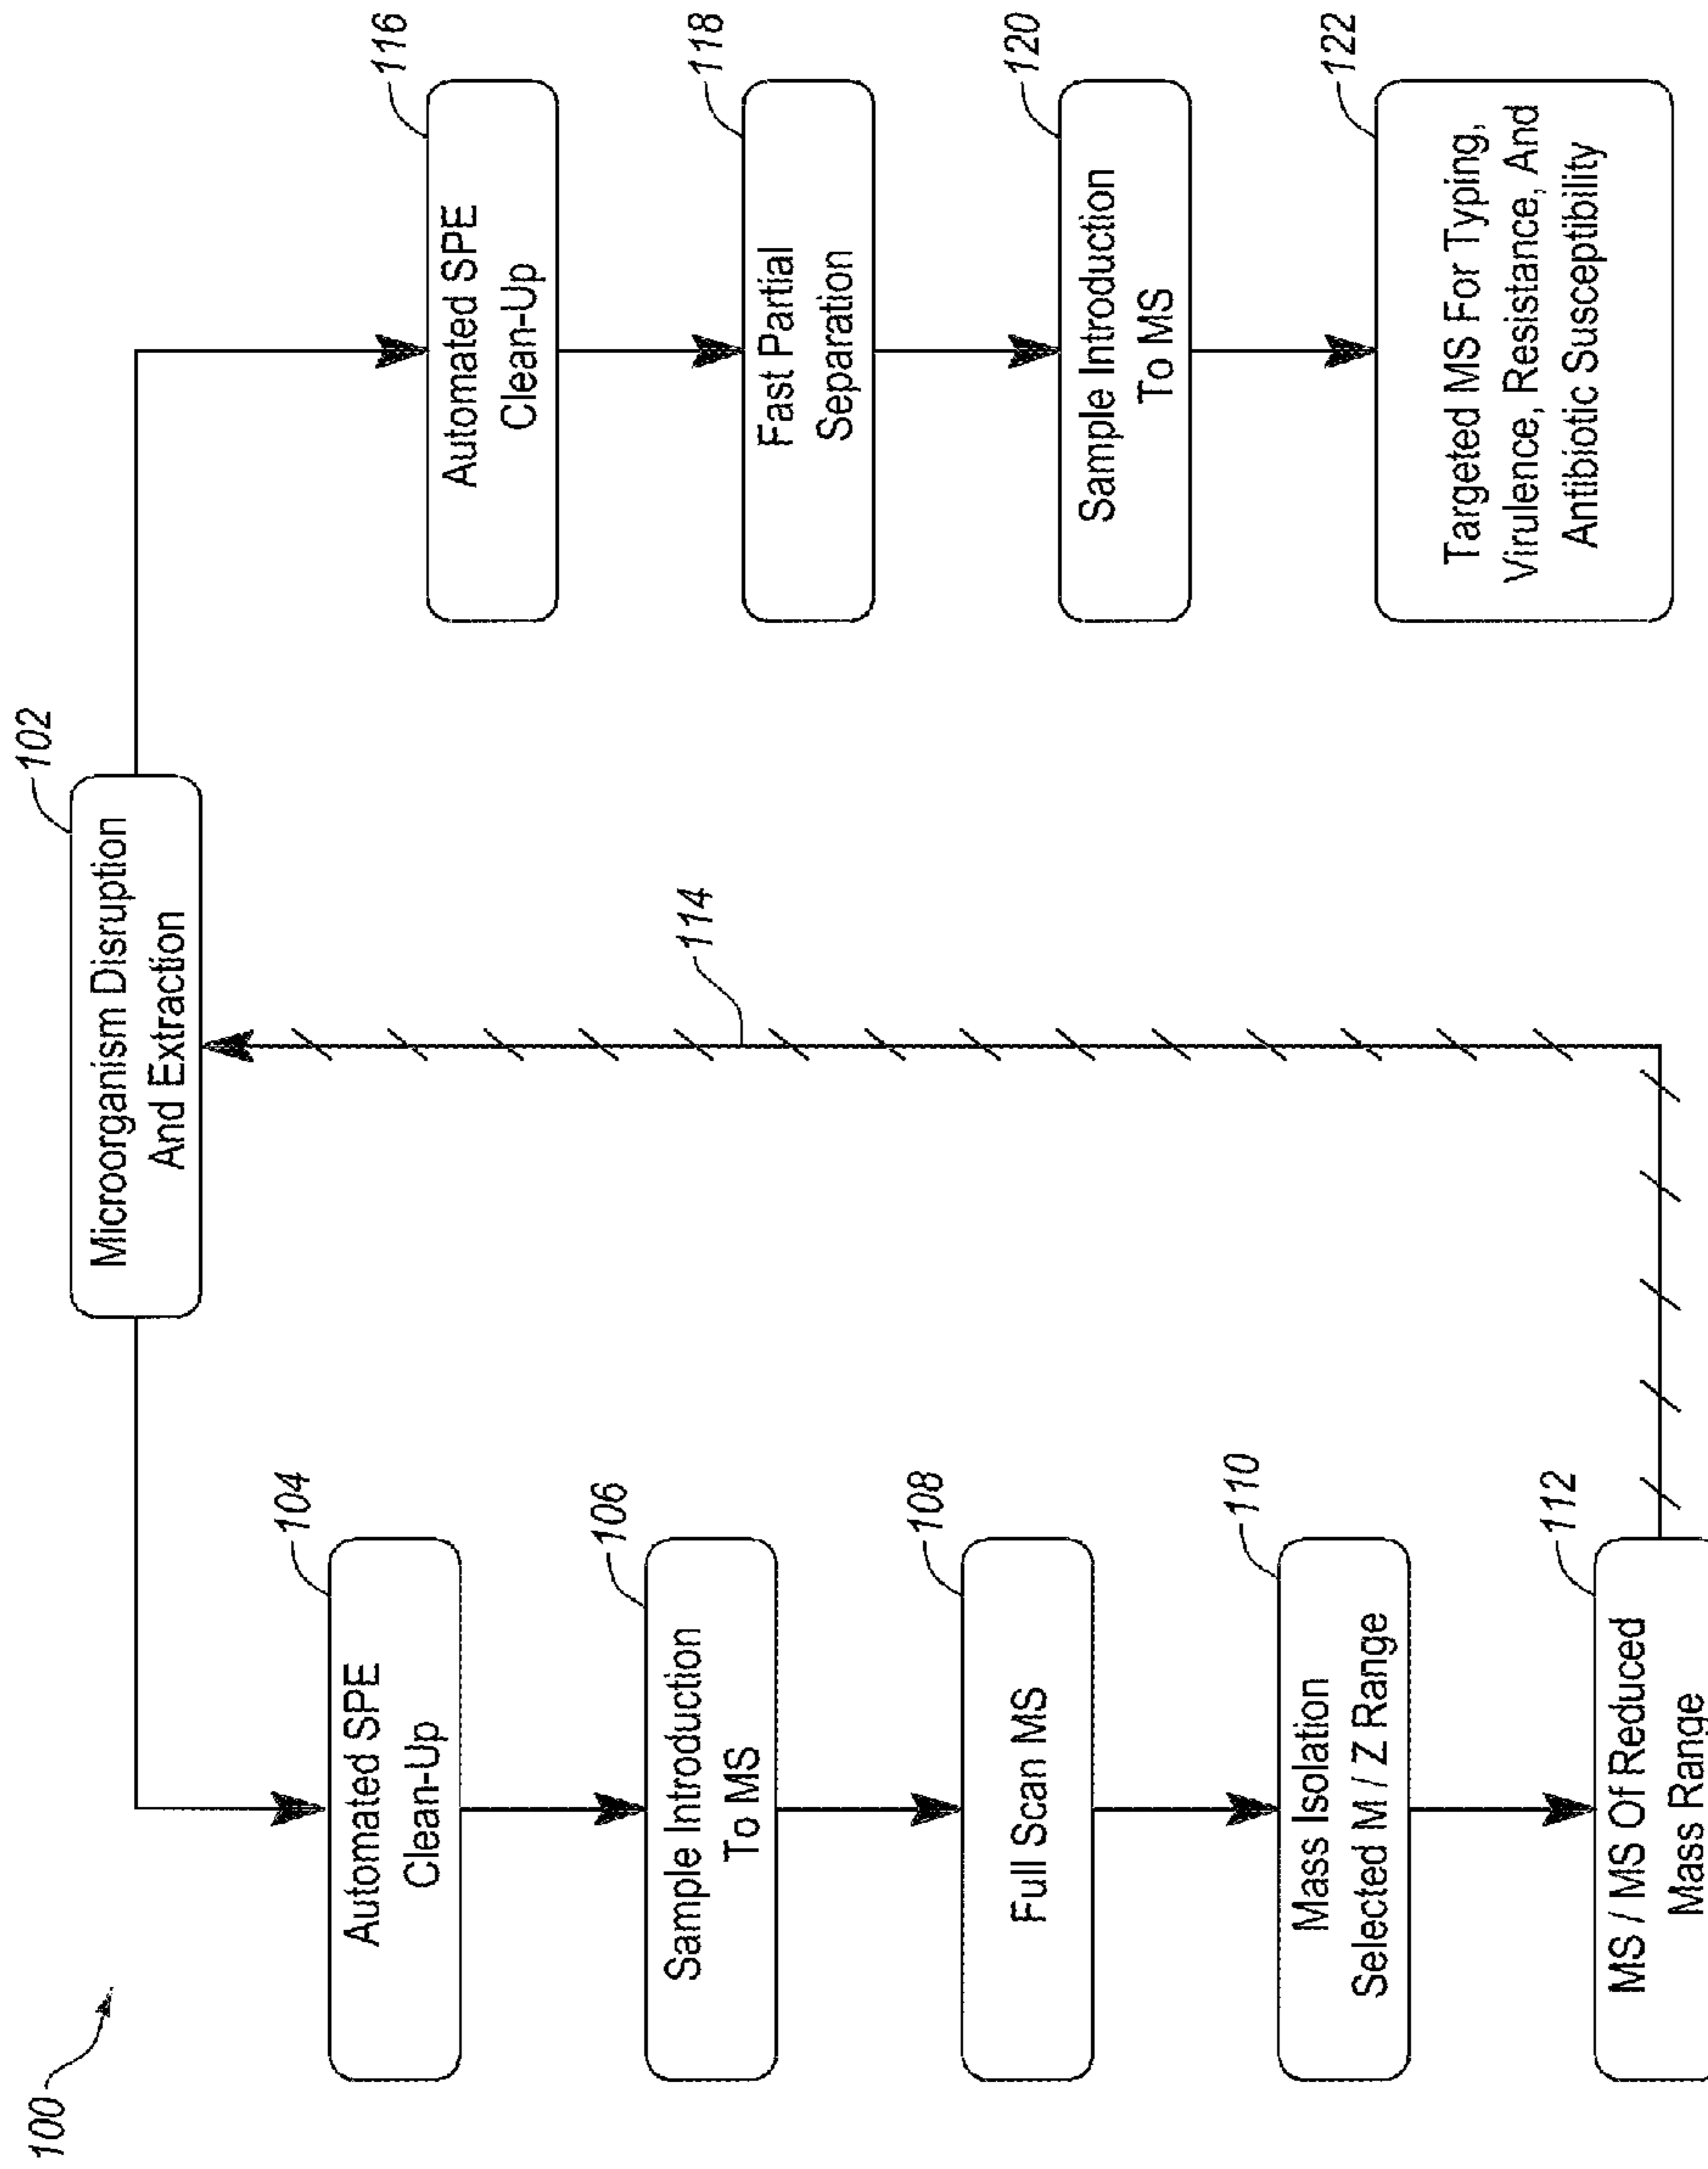 100
102
Microorganism Disruption
And Extraction
104
Automated SPE
Clean-Up
106
Sample Introduction
To MS
108
Full Scan MS
110
Mass Isolation
Selected M / Z Range
112
MS / MS Of Reduced
Mass Range
114
116
Automated SPE
Clean-Up
118
Fast Partial
Separation
120
Sample Introduction
To MS
122
Targeted MS For Typing,
Virulence, Resistance, And
Antibiotic Susceptibility